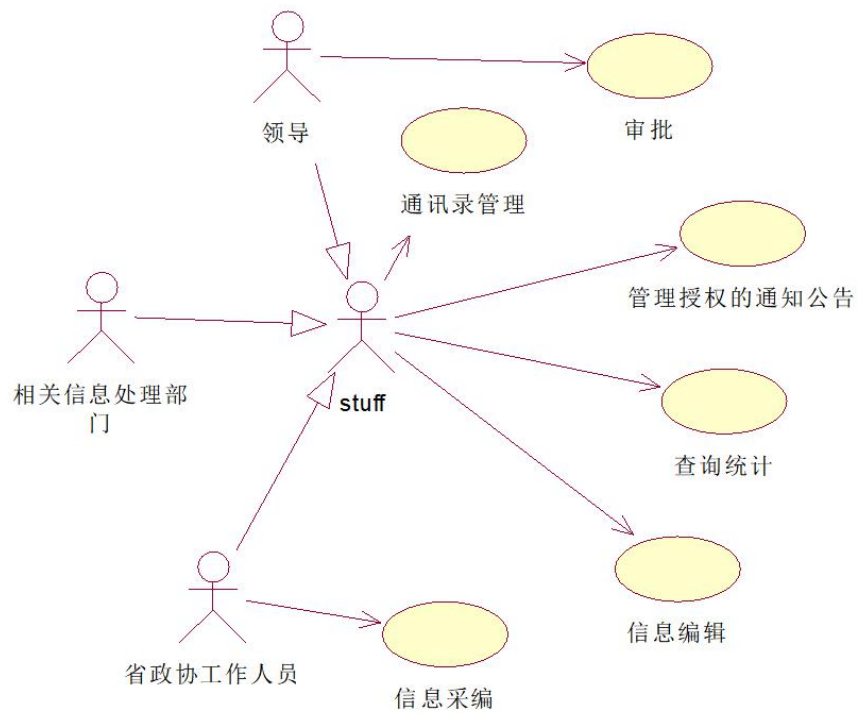 领导
审批
通讯录管理
管理授权的通知公告
相关信息处理部
门
stuff
查询统计
信息编辑
省政协工作人员
信息采编